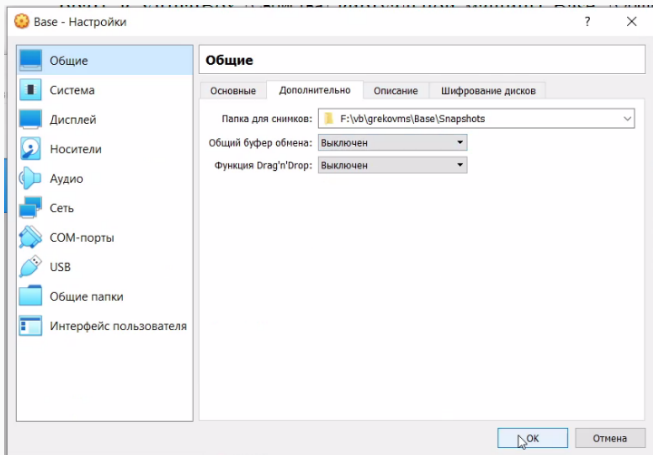 Base - Настройки
?
Общие
Система
Дисплей
Носители
Аудио
Сеть
COM-порты
USB
Общие папки
Интерфейс пользователя
Общие
Основные Дополнительно Описание Шифрование дисков
Папка для снимков: F:\vb\grekovms\Base\Snapshots
Общий буфер обмена: Выключен
Функция Drag'n'Drop: Выключен
OK Отмена